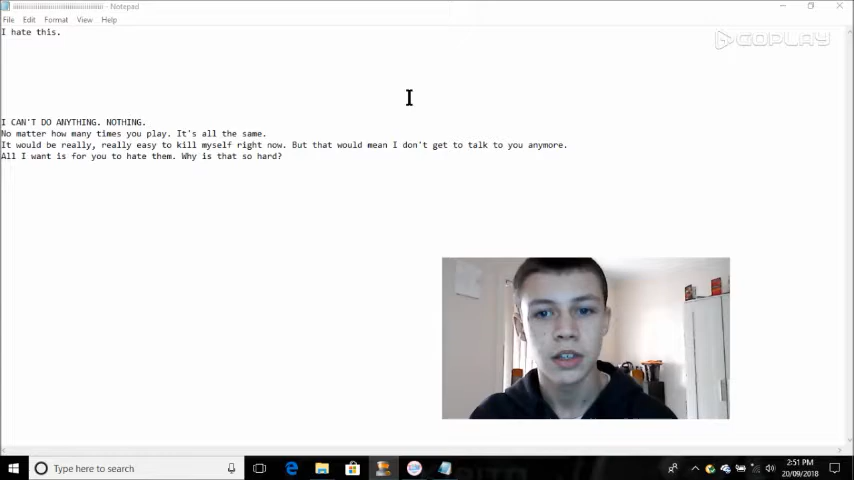 iiiiiiiiiiiiiiiiiiiiiiiiiiiiiii - Notepad
File Edit Format View Help
GOPLAY
I hate this.
I CAN'T DO ANYTHING. NOTHING.
No matter how many times you play. It's all the same.
It would be really, really easy to kill myself right now. But that would mean I don't get to talk to you anymore.
All I want is for you to hate them. Why is that so hard?
Type here to search
2:51 PM
20/09/2018